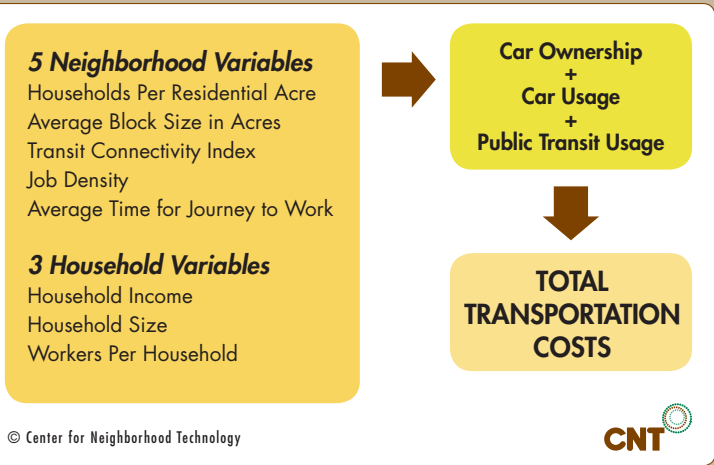 5 Neighborhood Variables
Households Per Residential Acre
Average Block Size in Acres
Transit Connectivity Index
Job Density
Average Time for Journey to Work
3 Household Variables
Household Income
Household Size
Workers Per Household
Car Ownership
+
Car Usage
+
Public Transit Usage
TOTAL
TRANSPORTATION
COSTS
© Center for Neighborhood Technology
CNT